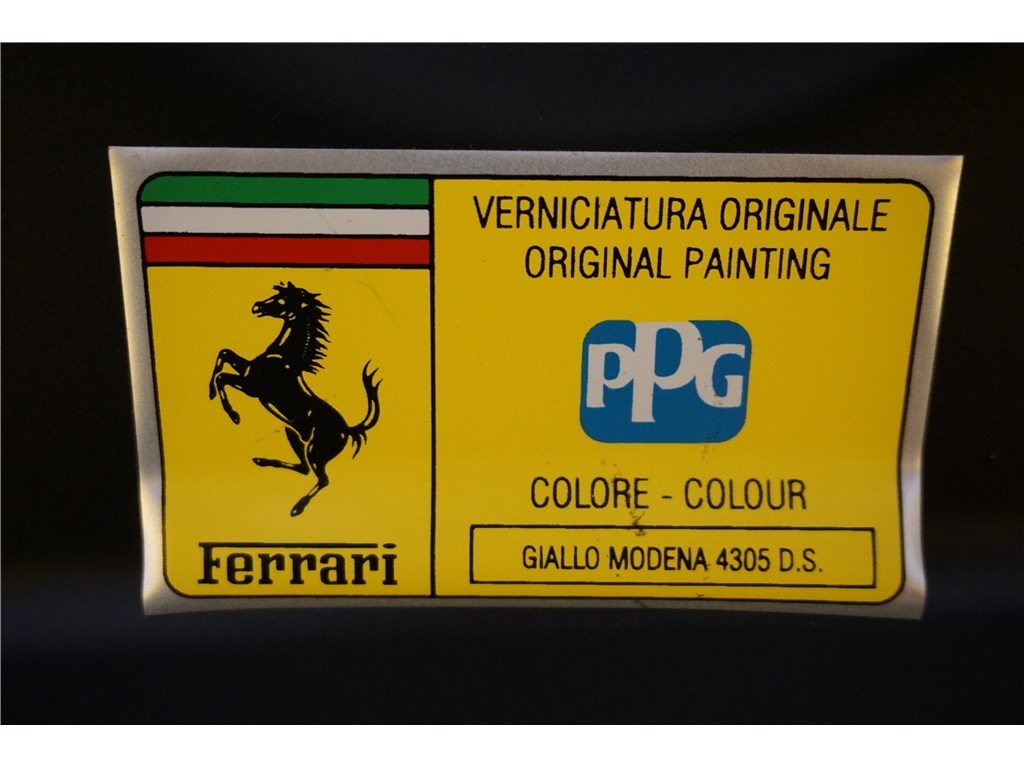 VERNICIATURA ORIGINALE
ORIGINAL PAINTING
PPG
COLORE - COLOUR
GIALLO MODENA 4305 D.S.
Ferrari